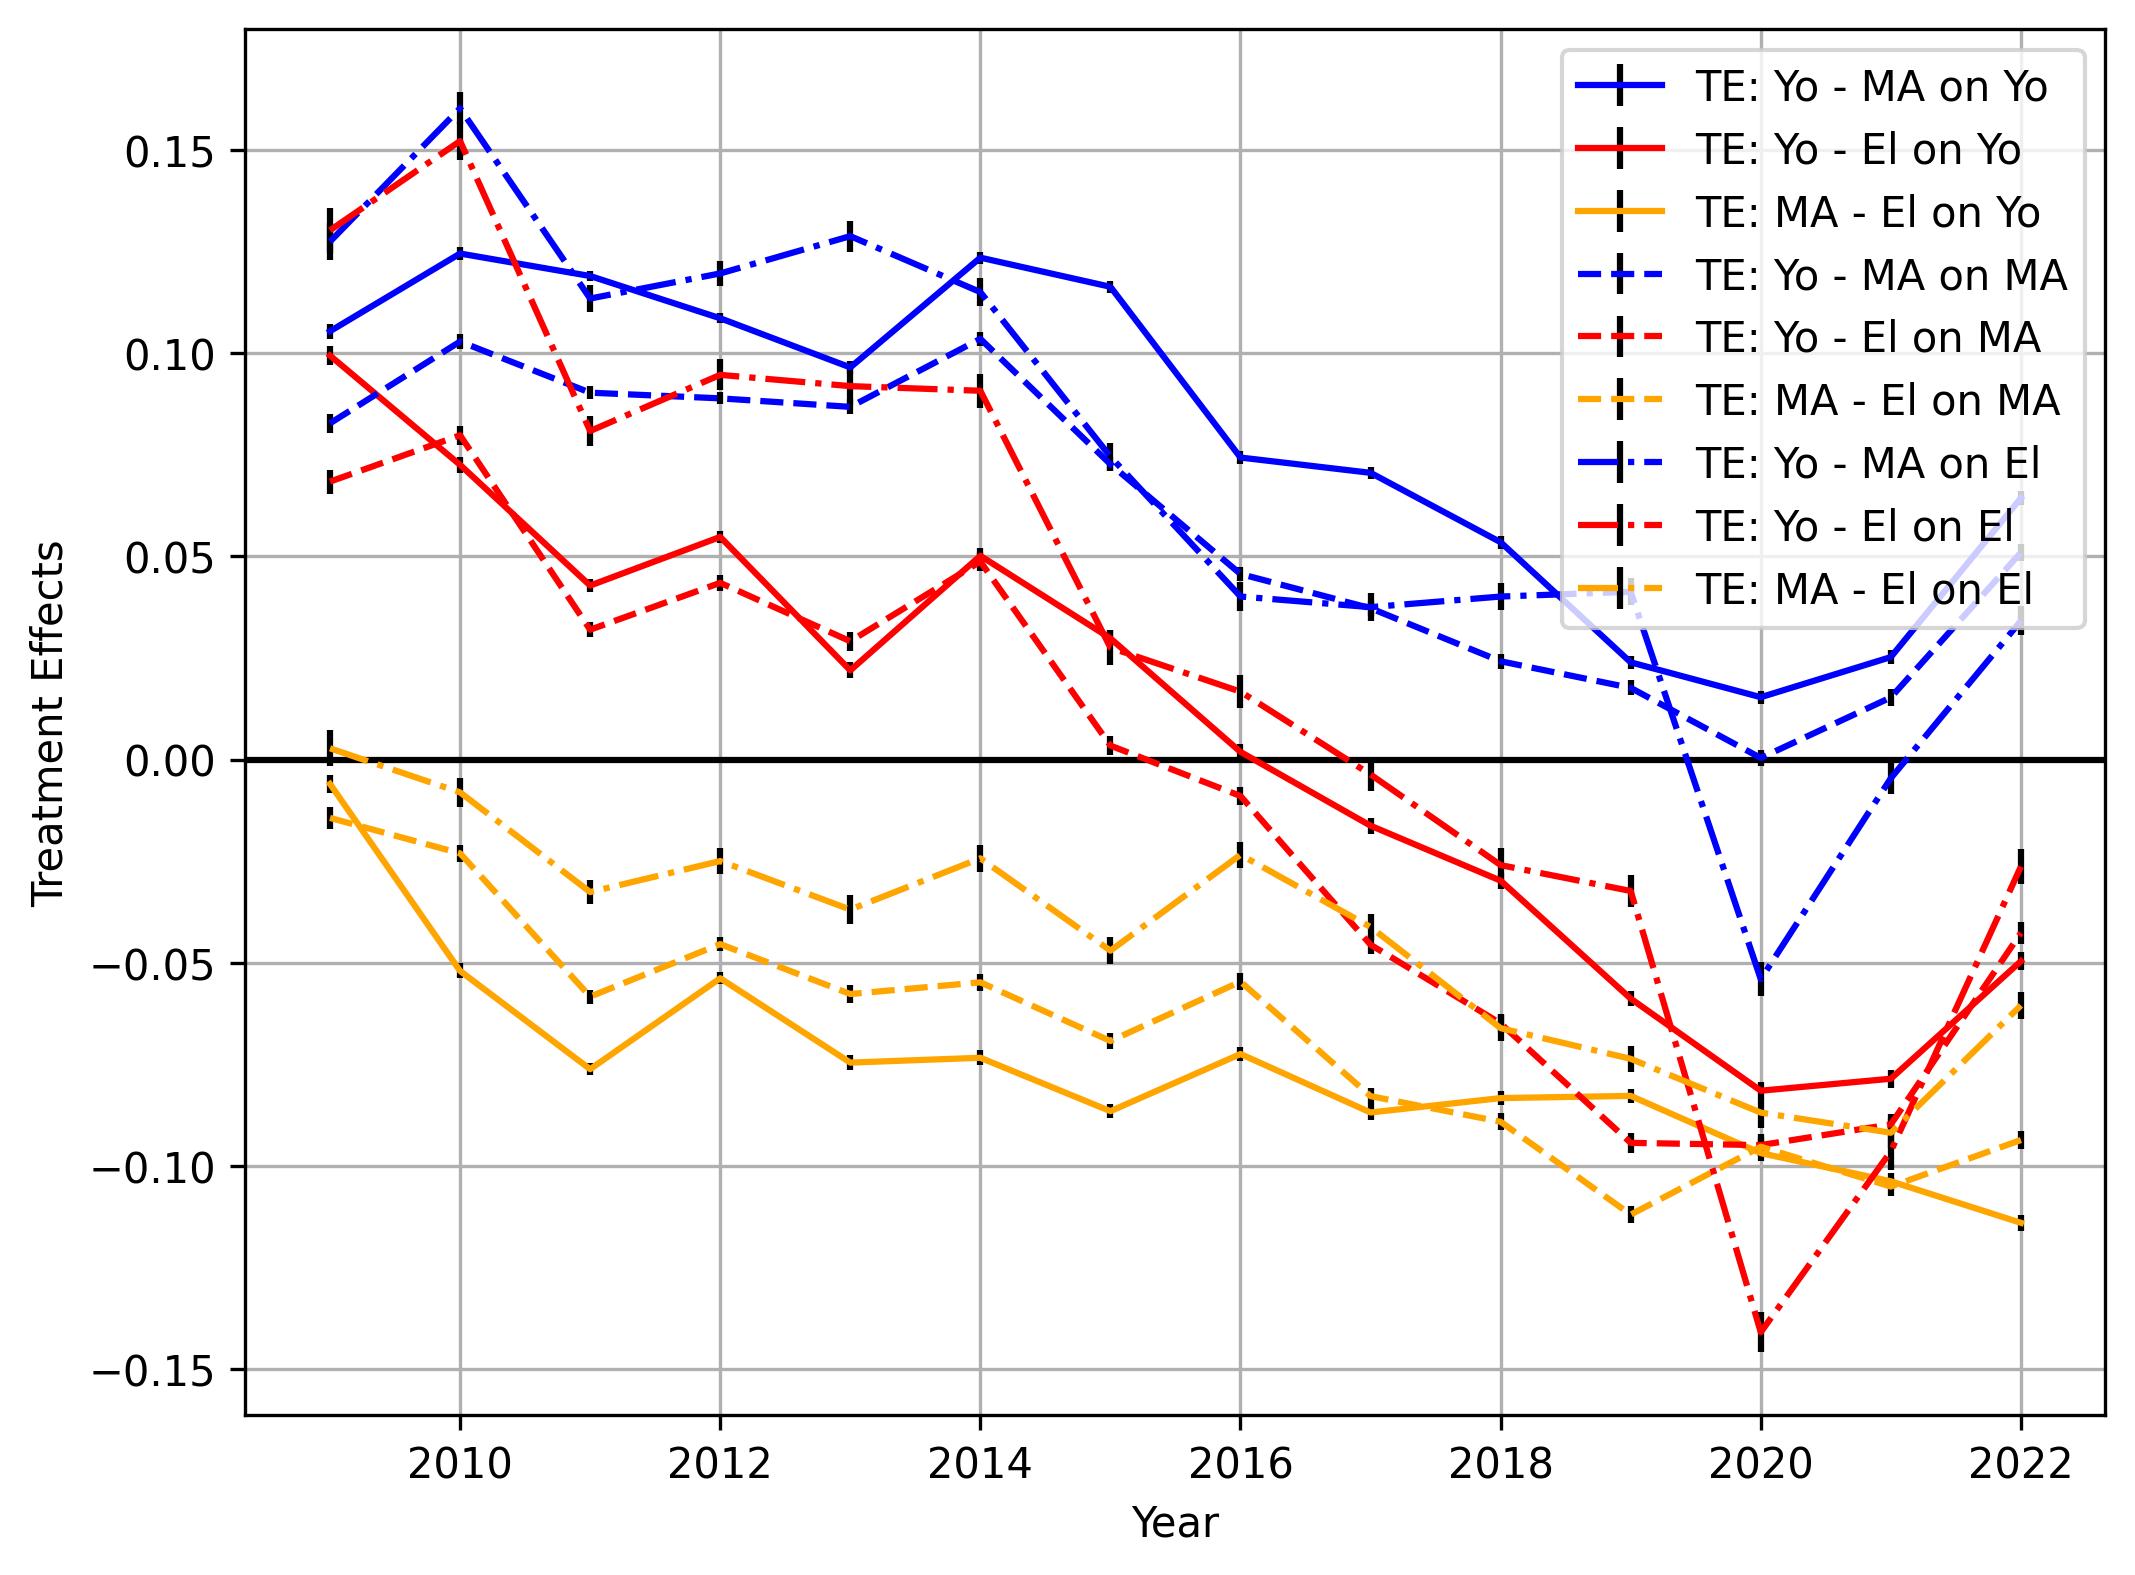 TE: Yo - MA on Yo
TE: Yo - El on Yo
TE: MA - El on Yo
TE: Yo - MA on MA
TE: Yo - El on MA
TE: MA - El on MA
TE: Yo - MA on El
TE: Yo - El on El
TE: MA - El on El
0.15
0.10
0.05
0.00
−0.05
−0.10
−0.15
Treatment Effects
2010 2012 2014 2016 2018 2020 2022
Year